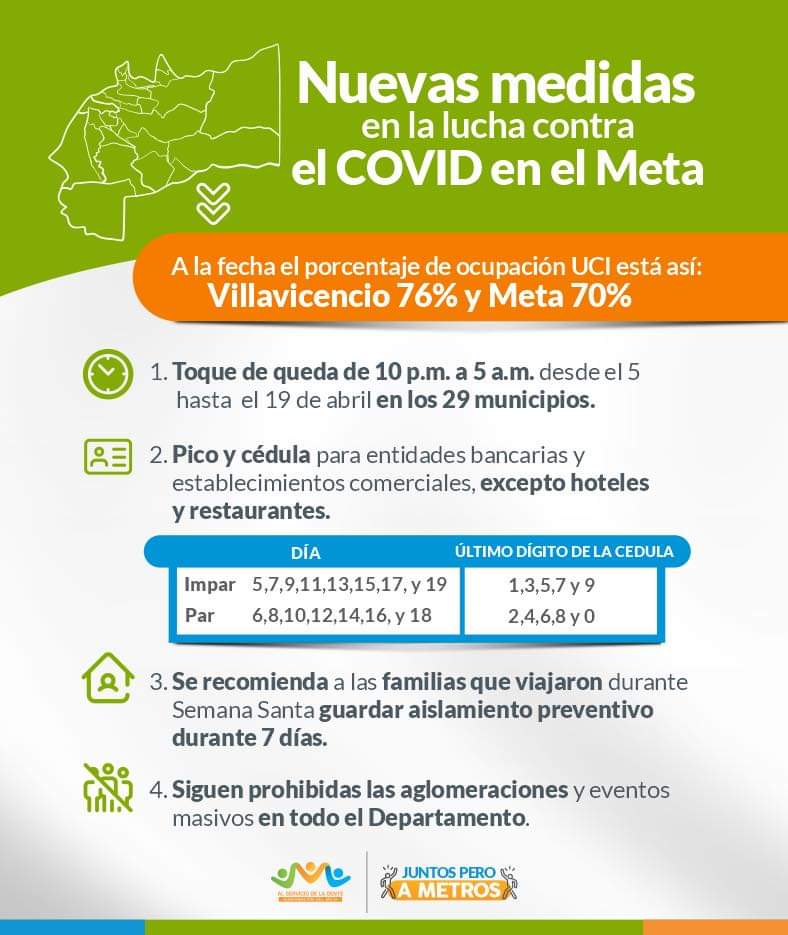 Nuevas medidas
en la lucha contra
el COVID en el Meta
A la fecha el porcentaje de ocupación UCI está así:
Villavicencio 76% y Meta 70%
1. Toque de queda de 10 p.m. a 5 a.m. desde el 5
hasta el 19 de abril en los 29 municipios.
2. Pico y cédula para entidades bancarias y
establecimientos comerciales, excepto hoteles
y restaurantes.
DÍA ÚLTIMO DÍGITO DE LA CEDULA
Impar 5,7,9,11,13,15,17, y 19 1,3,5,7 y 9
Par 6,8,10,12,14,16, y 18 2,4,6,8 y 0
3. Se recomienda a las familias que viajaron durante
Semana Santa guardar aislamiento preventivo
durante 7 días.
4. Siguen prohibidas las aglomeraciones y eventos
masivos en todo el Departamento.
AL SERVICIO DE LA GENTE
GOBERNACIÓN DEL META
JUNTOS PERO
A METROS